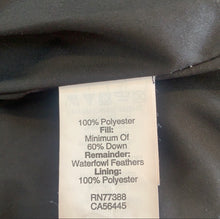 100% Polyester
Fill:
Minimum Of
60% Down
Remainder:
Waterfowl Feathers
Lining:
100% Polyester
RN77388
CA56445